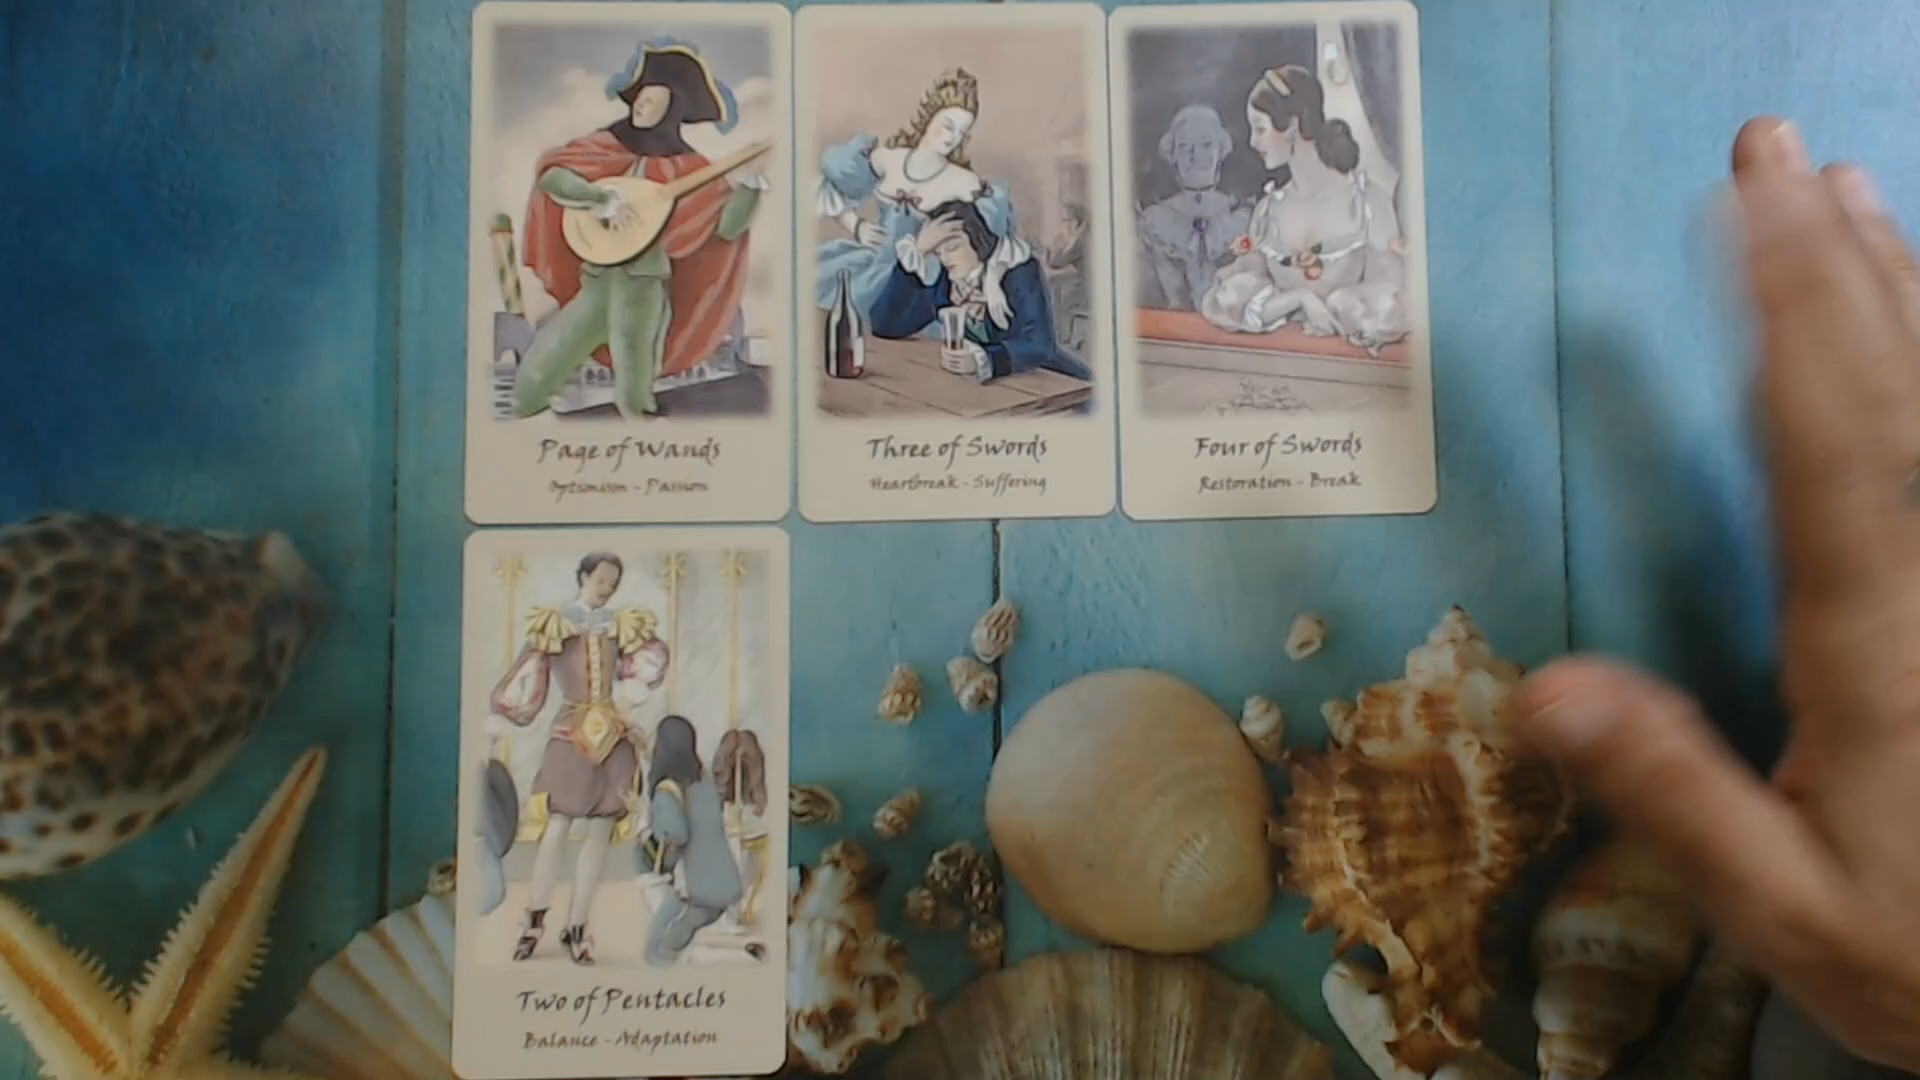 Page of Wands
Optimism - Passion
Three of Swords
Heartbreak - Suffering
Four of Swords
Restoration - Break
Two of Pentacles
Balance - Adaptation